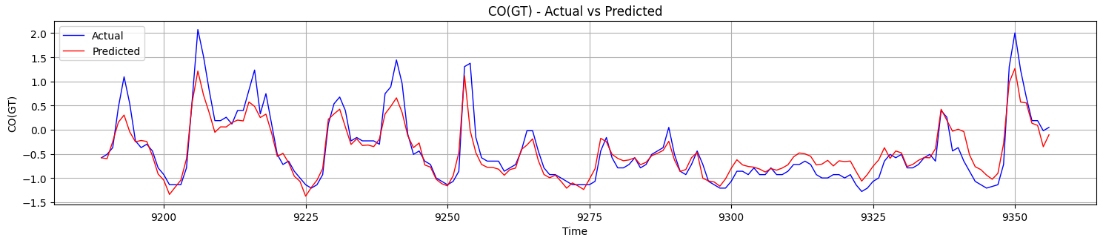 CO(GT) - Actual vs Predicted
Actual
Predicted
CO(GT)
2.0
1.5
1.0
0.5
0.0
−0.5
−1.0
−1.5
9200 9225 9250 9275 9300 9325 9350
Time